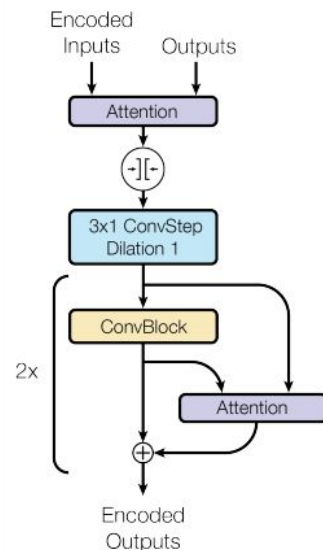 Encoded
Inputs
Outputs
Attention
→][←
3x1 ConvStep
Dilation 1
ConvBlock
2x
Attention
+
Encoded
Outputs